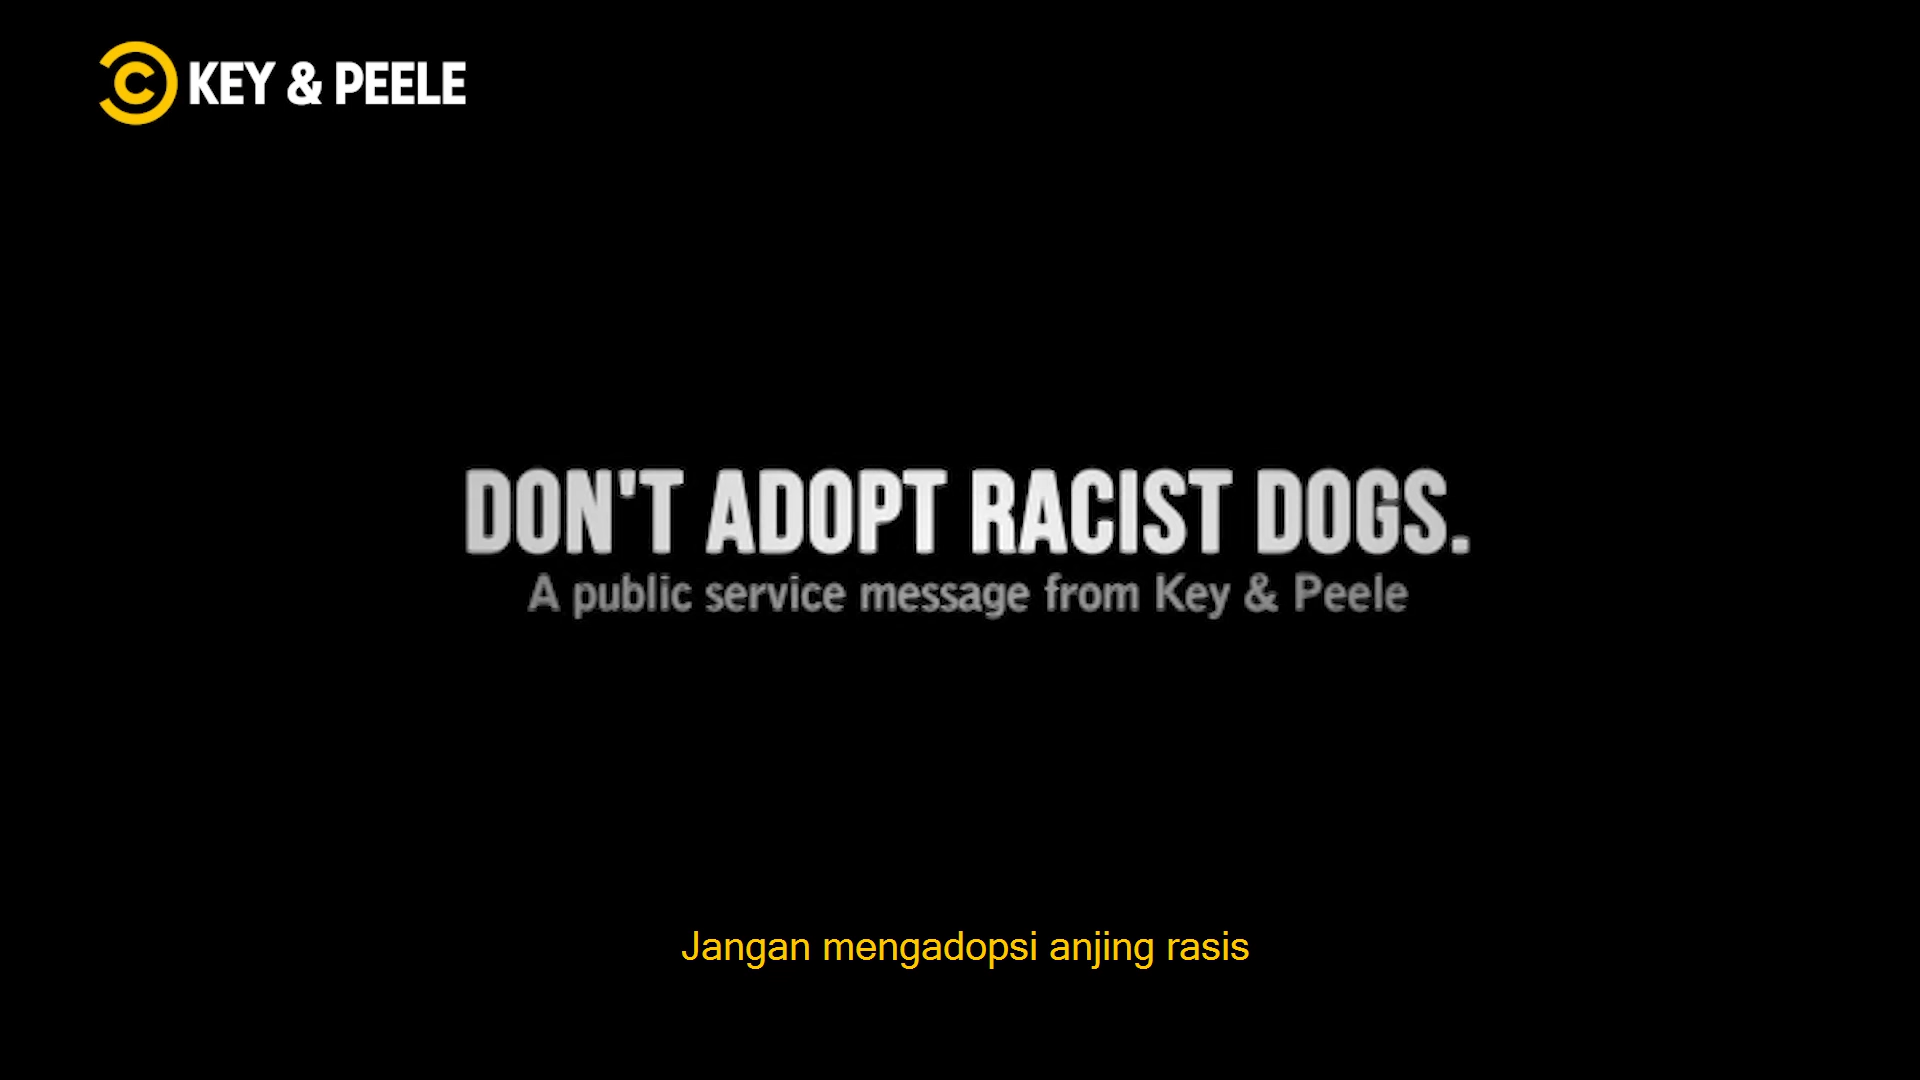 KEY & PEELE
DON'T ADOPT RACIST DOGS.
A public service message from Key & Peele
Jangan mengadopsi anjing rasis